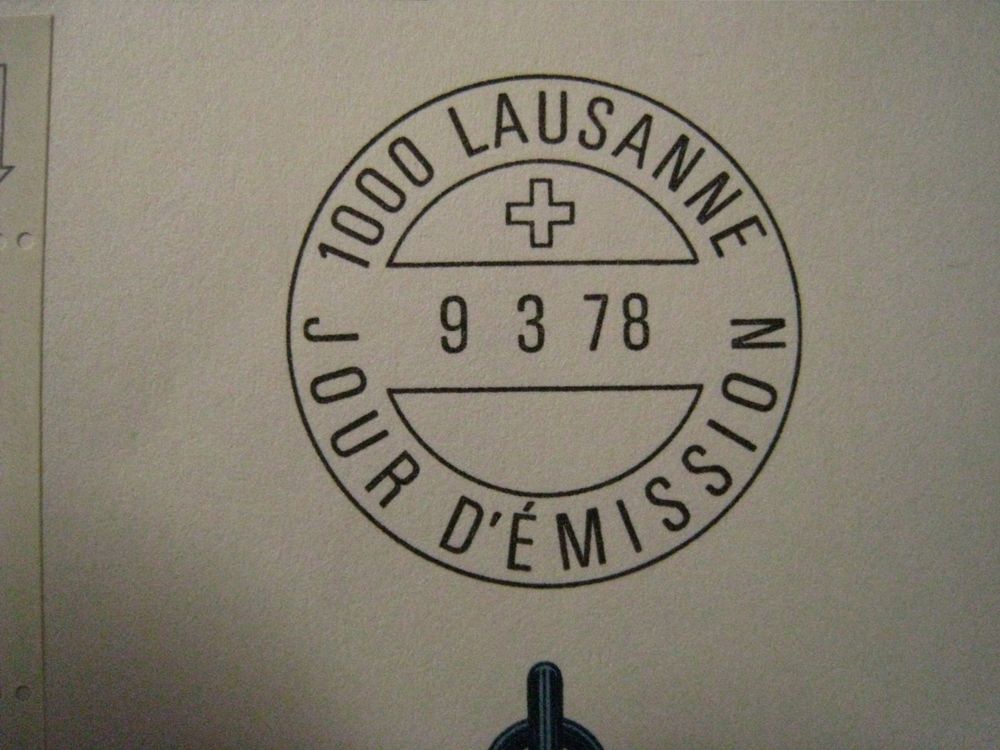 1000 LAUSANNE
9 3 78
JOUR D'ÉMISSION